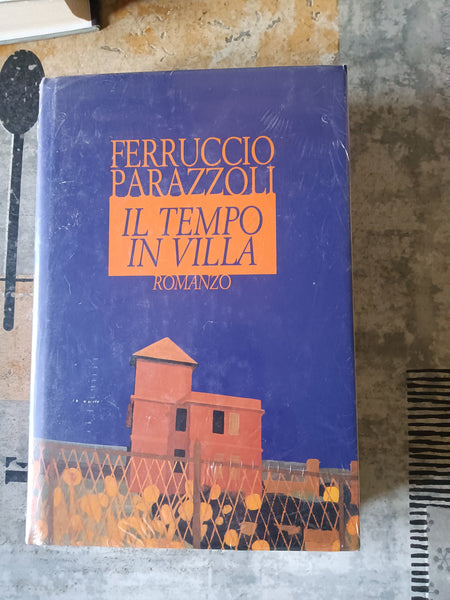 FERRUCCIO
PARAZZOLI
IL TEMPO
IN VILLA
ROMANZO